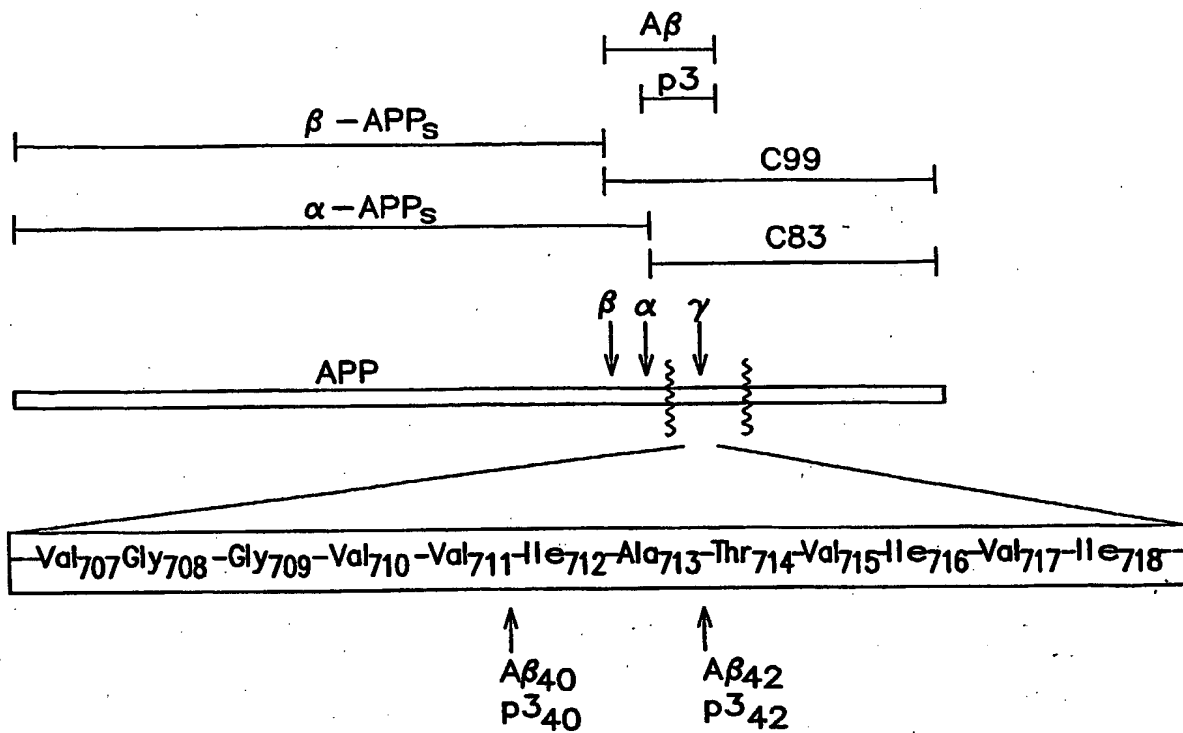 Aβ
p3
β-APPs
C99
α-APPs
C83
β α γ
APP
Val707Gly708-Gly709-Val710-Val711-Ile712-Ala713-Thr714-Val715-Ile716-Val717-Ile718
Aβ40 Aβ42
p340 p342